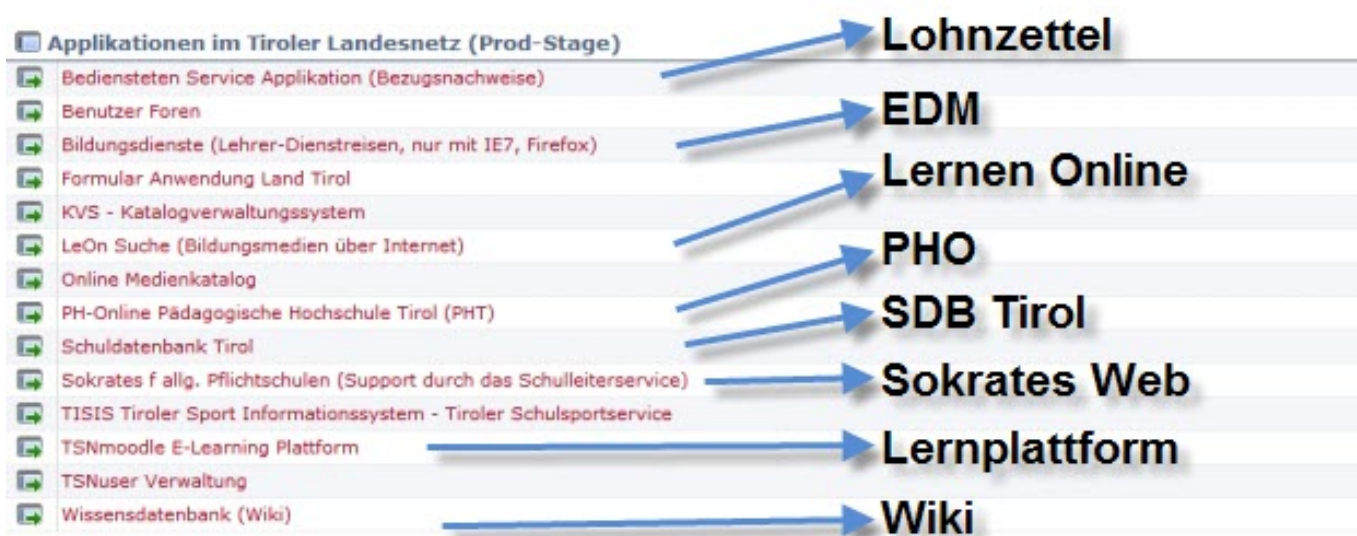 Applikationen im Tiroler Landesnetz (Prod-Stage)
Lohnzettel
Bediensteten Service Applikation (Bezugsnachweise)
Benutzer Foren
EDM
Bildungsdienste (Lehrer-Dienstreisen, nur mit IE7, Firefox)
Formular Anwendung Land Tirol
Lernen Online
KVS - Katalogverwaltungssystem
LeOn Suche (Bildungsmedien über Internet)
PHO
Online Medienkatalog
PH-Online Pädagogische Hochschule Tirol (PHT)
SDB Tirol
Schuldatenbank Tirol
Sokrates f allg. Pflichtschulen (Support durch das Schulleiterservice)
Sokrates Web
TISIS Tiroler Sport Informationssystem - Tiroler Schulsportservice
TSNmoodle E-Learning Plattform
Lernplattform
TSNuser Verwaltung
Wissensdatenbank (Wiki)
Wiki